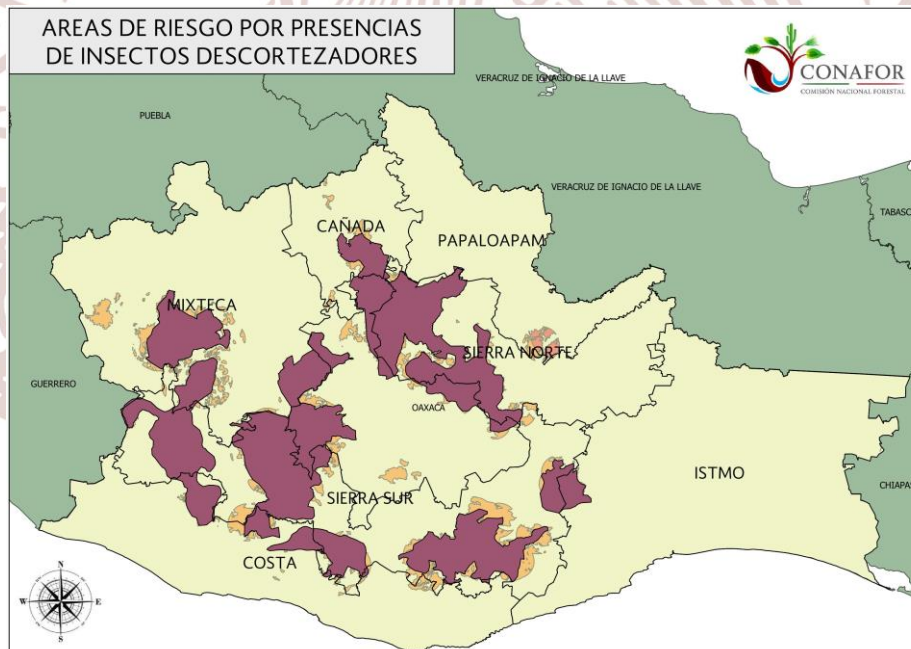 AREAS DE RIESGO POR PRESENCIAS
DE INSECTOS DESCORTEZADORES
CONAFOR
COMISIÓN NACIONAL FORESTAL
VERACRUZ DE IGNACIO DE LA LLAVE
PUEBLA
VERACRUZ DE IGNACIO DE LA LLAVE
TABASC
CAÑADA
PAPALOAPAM
MIXTECA
SIERRA NORTE
GUERRERO
OAXACA
ISTMO
CHIAPAS
SIERRA SUR
COSTA
N
W
E
S